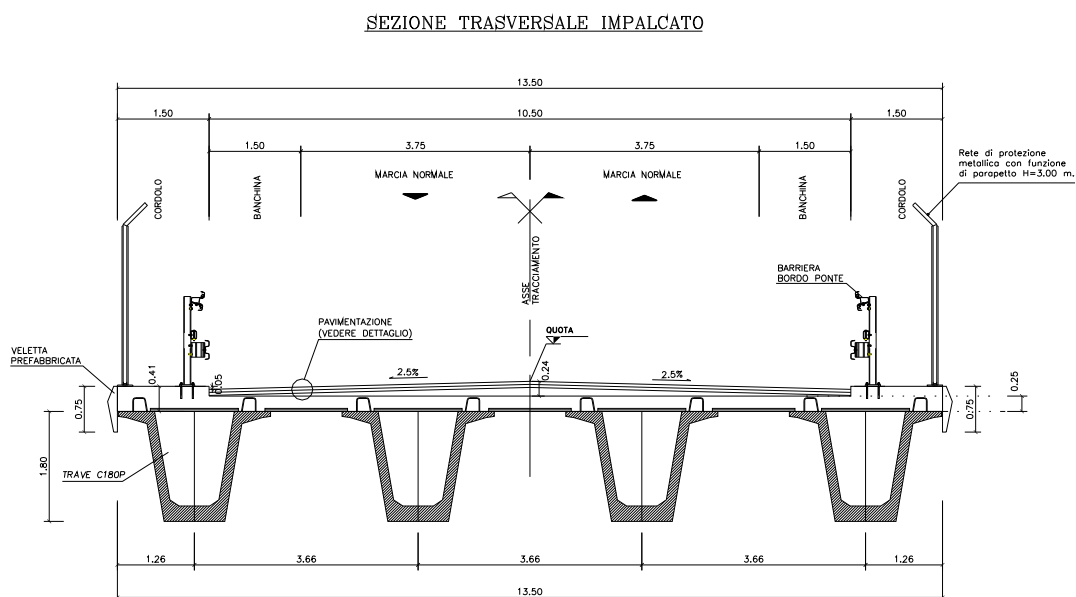 SEZIONE TRASVERSALE IMPALCATO
13.50
1.50
10.50
1.50
1.50
3.75
3.75
1.50
CORDOLO
BANCHINA
MARCIA NORMALE
MARCIA NORMALE
BANCHINA
CORDOLO
Rete di protezione
metallica con funzione
di parapetto H=3.00 m.
ASSE
TRACCIAMENTO
BARRIERA
BORDO PONTE
PAVIMENTAZIONE
(VEDERE DETTAGLIO)
QUOTA
VELETTA
PREFABBRICATA
0.41
0.05
2.5%
0.24
2.5%
0.25
0.75
0.75
1.80
TRAVE C180P
1.26
3.66
3.66
3.66
1.26
13.50